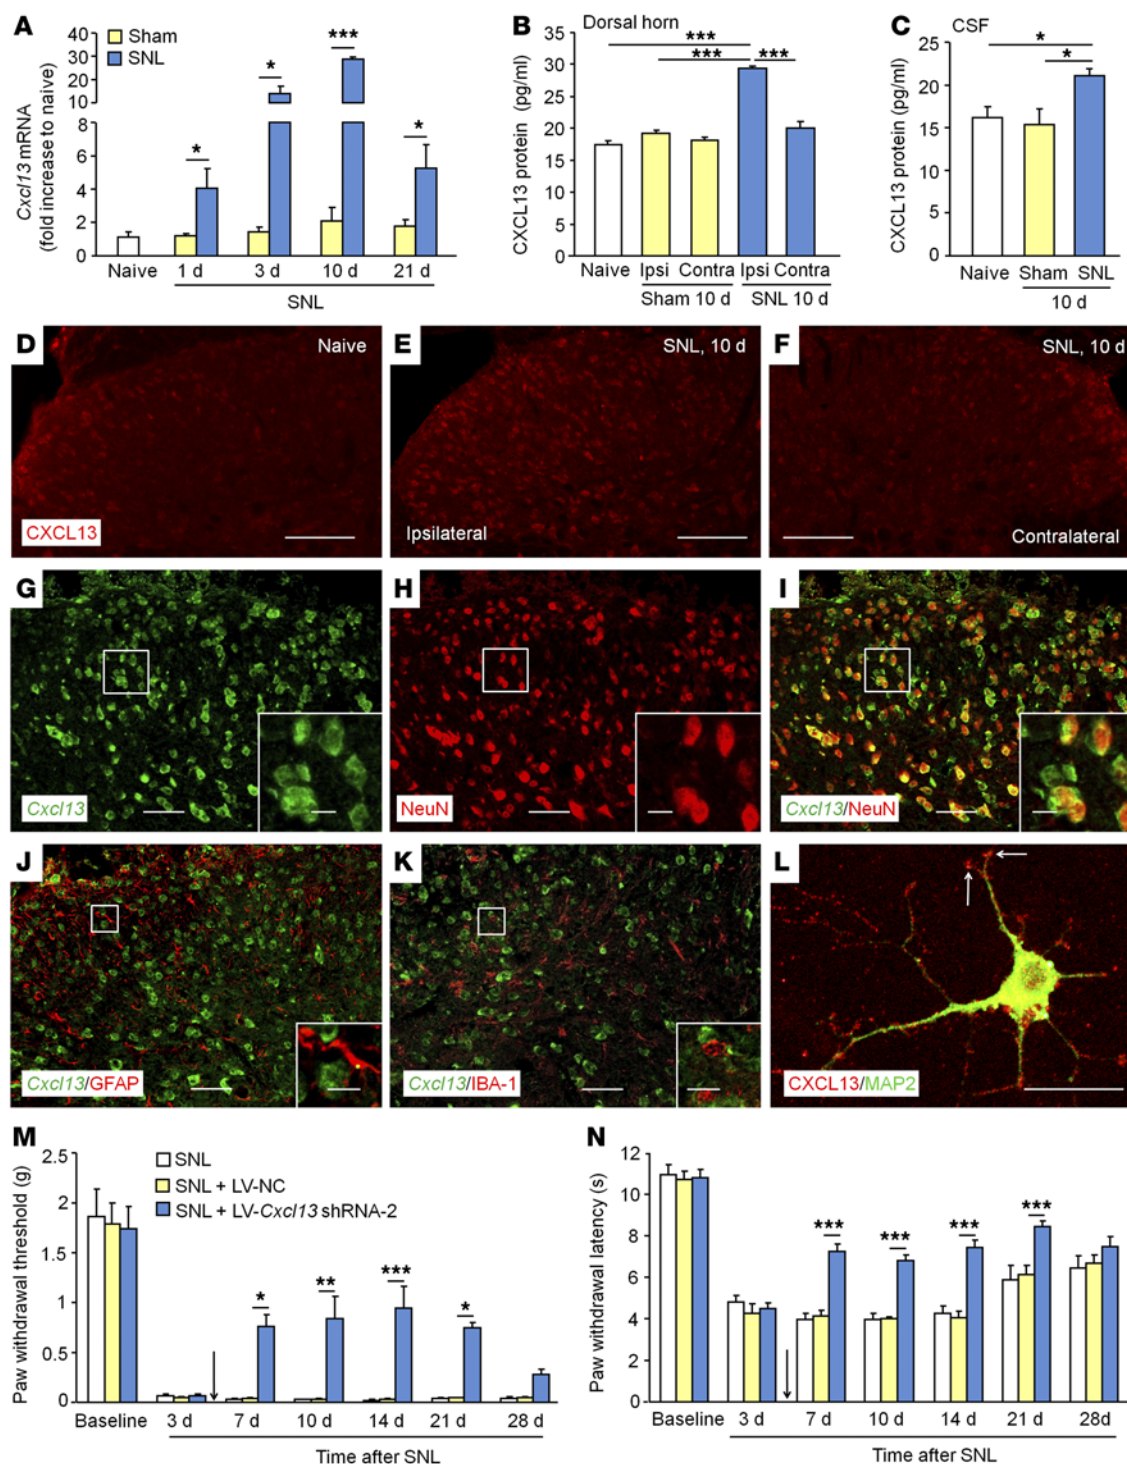 A
Sham
SNL
Cxcl13 mRNA
(fold increase to naive)
40
30
20
10
8
6
4
2
0
*
*
***
*
Naive 1 d 3 d 10 d 21 d
SNL
B
Dorsal horn
CXCL13 protein (pg/ml)
35
30
25
20
15
10
5
0
***
*** ***
Naive Ipsi Contra Ipsi Contra
Sham 10 d SNL 10 d
C
CSF
CXCL13 protein (pg/ml)
25
20
15
10
5
0
*
*
Naive Sham SNL
10 d
D
Naive
CXCL13
E
SNL, 10 d
Ipsilateral
F
SNL, 10 d
Contralateral
G
Cxcl13
H
NeuN
I
Cxcl13/NeuN
J
Cxcl13/GFAP
K
Cxcl13/IBA-1
L
CXCL13/MAP2
M
Paw withdrawal threshold (g)
2.5
2
1.5
1
0.5
0
SNL
SNL + LV-NC
SNL + LV-Cxcl13 shRNA-2
*
**
***
*
Baseline 3 d 7 d 10 d 14 d 21 d 28 d
Time after SNL
N
Paw withdrawal latency (s)
12
10
8
6
4
2
0
***
***
***
***
Baseline 3 d 7 d 10 d 14 d 21 d 28d
Time after SNL